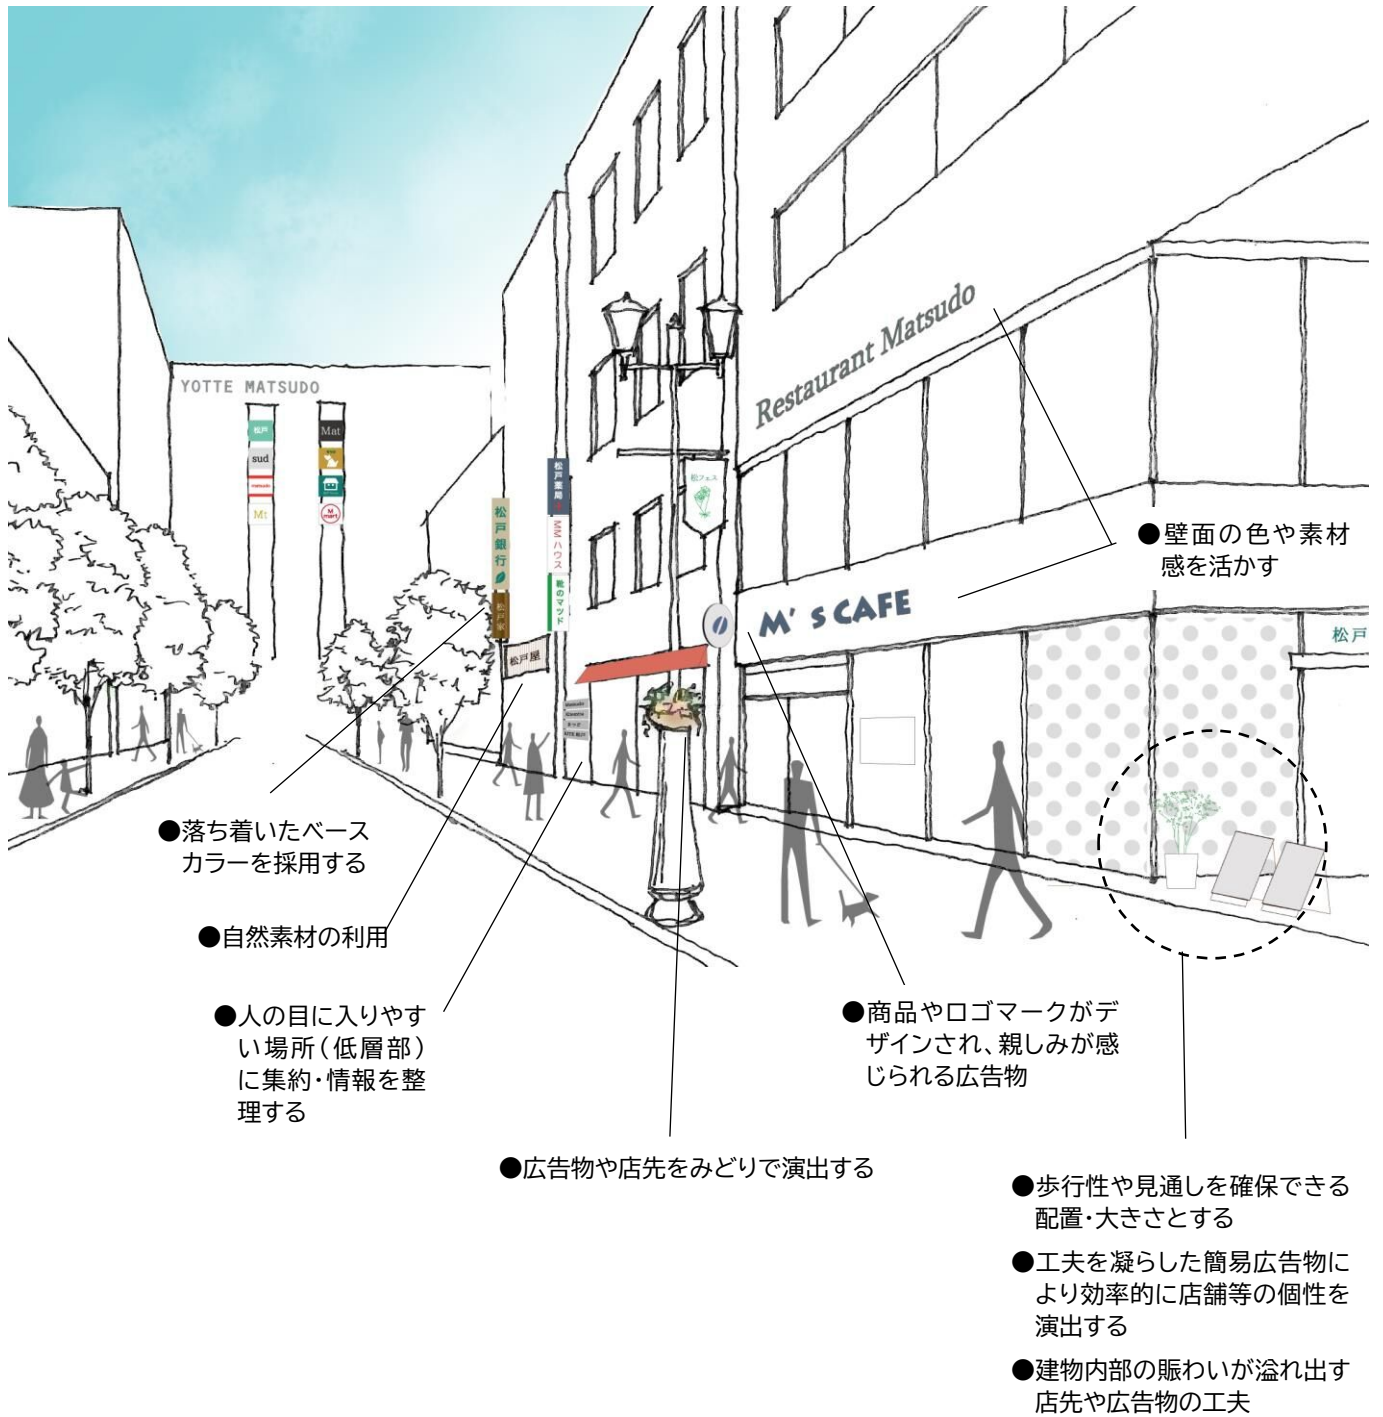 YOTTE MATSUDO
松戸
sud
matsudo
Mt
Mat
M
mart
松戸銀行
松戸家
松戸薬局
MMハウス
靴のマツド
松戸屋
松フェス
Restaurant Matsudo
M's CAFE
松戸
●壁面の色や素材
感を活かす
●落ち着いたベース
カラーを採用する
●自然素材の利用
●人の目に入りやす
い場所(低層部)
に集約・情報を整
理する
●商品やロゴマークがデ
ザインされ、親しみが感
じられる広告物
●広告物や店先をみどりで演出する
●歩行性や見通しを確保できる
配置・大きさとする
●工夫を凝らした簡易広告物に
より効率的に店舗等の個性を
演出する
●建物内部の賑わいが溢れ出す
店先や広告物の工夫